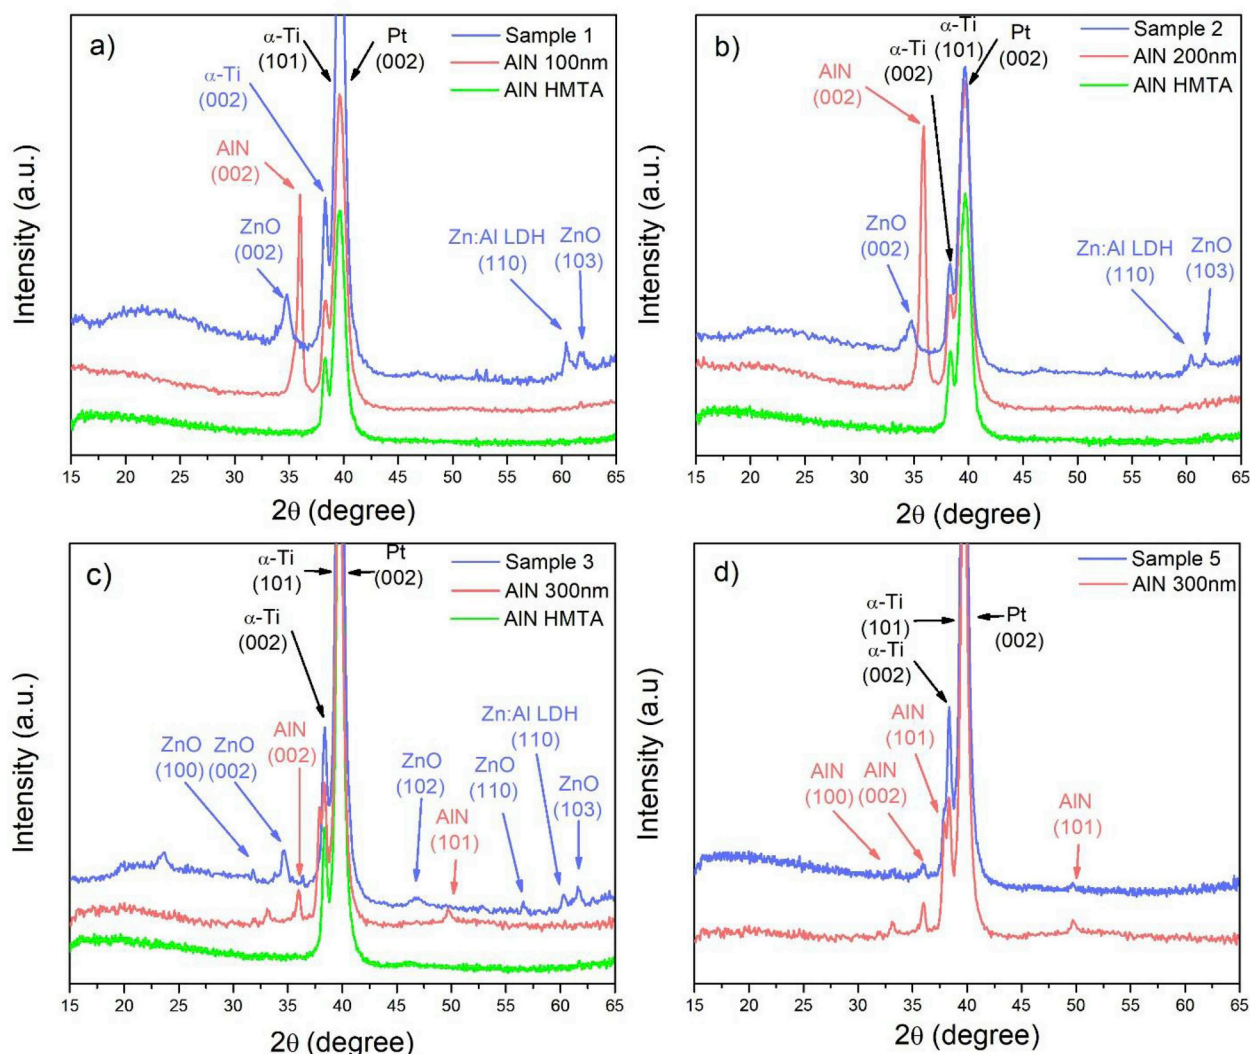 a)
α-Ti
(101)
Pt
(002)
Sample 1
AlN 100nm
AlN HMTA
α-Ti
(002)
AlN
(002)
ZnO
(002)
Zn:Al LDH
(110)
ZnO
(103)
Intensity (a.u.)
15 20 25 30 35 40 45 50 55 60 65
2θ (degree)
b)
α-Ti
(101)
α-Ti
(002)
Pt
(002)
Sample 2
AlN 200nm
AlN HMTA
AlN
(002)
ZnO
(002)
Zn:Al LDH
(110)
ZnO
(103)
Intensity (a.u.)
15 20 25 30 35 40 45 50 55 60 65
2θ (degree)
c)
α-Ti
(101)
Pt
(002)
Sample 3
AlN 300nm
AlN HMTA
α-Ti
(002)
AlN
(002)
ZnO
(100)
ZnO
(002)
ZnO
(102)
AlN
(101)
ZnO
(110)
Zn:Al LDH
(110)
ZnO
(103)
Intensity (a.u.)
15 20 25 30 35 40 45 50 55 60 65
2θ (degree)
d)
Sample 5
AlN 300nm
α-Ti
(101)
α-Ti
(002)
Pt
(002)
AlN
(101)
AlN
(100)
AlN
(002)
AlN
(101)
Intensity (a.u)
15 20 25 30 35 40 45 50 55 60 65
2θ (degree)